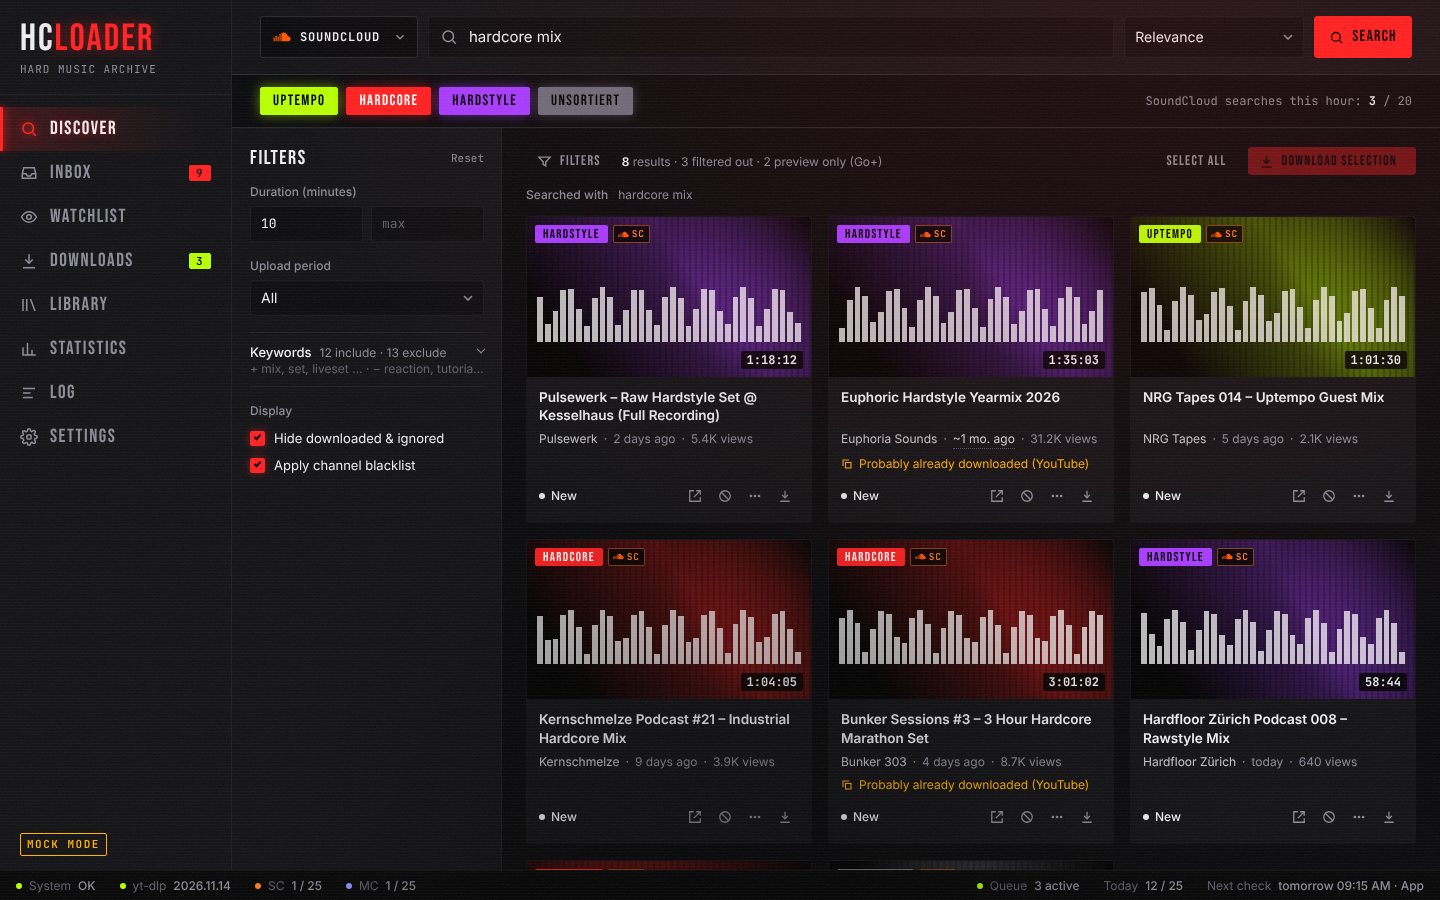 HCLOADER
HARD MUSIC ARCHIVE
DISCOVER
INBOX 9
WATCHLIST
DOWNLOADS 3
LIBRARY
STATISTICS
LOG
SETTINGS
MOCK MODE
SOUNDCLOUD
hardcore mix
Relevance
SEARCH
UPTEMPO HARDCORE HARDSTYLE UNSORTIERT
SoundCloud searches this hour: 3 / 20
FILTERS Reset
Duration (minutes)
10 max
Upload period
All
Keywords 12 include · 13 exclude
+ mix, set, liveset ... · – reaction, tutoria...
Display
Hide downloaded & ignored
Apply channel blacklist
FILTERS 8 results · 3 filtered out · 2 preview only (Go+)
SELECT ALL DOWNLOAD SELECTION
Searched with hardcore mix
HARDSTYLE SC
1:18:12
Pulsewerk – Raw Hardstyle Set @
Kesselhaus (Full Recording)
Pulsewerk · 2 days ago · 5.4K views
New
HARDSTYLE SC
1:35:03
Euphoric Hardstyle Yearmix 2026
Euphoria Sounds · ~1 mo. ago · 31.2K views
Probably already downloaded (YouTube)
New
UPTEMPO SC
1:01:30
NRG Tapes 014 – Uptempo Guest Mix
NRG Tapes · 5 days ago · 2.1K views
New
HARDCORE SC
1:04:05
Kernschmelze Podcast #21 – Industrial
Hardcore Mix
Kernschmelze · 9 days ago · 3.9K views
New
HARDCORE SC
3:01:02
Bunker Sessions #3 – 3 Hour Hardcore
Marathon Set
Bunker 303 · 4 days ago · 8.7K views
Probably already downloaded (YouTube)
New
HARDSTYLE SC
58:44
Hardfloor Zürich Podcast 008 –
Rawstyle Mix
Hardfloor Zürich · today · 640 views
New
System OK yt-dlp 2026.11.14 SC 1 / 25 MC 1 / 25
Queue 3 active Today 12 / 25 Next check tomorrow 09:15 AM · App